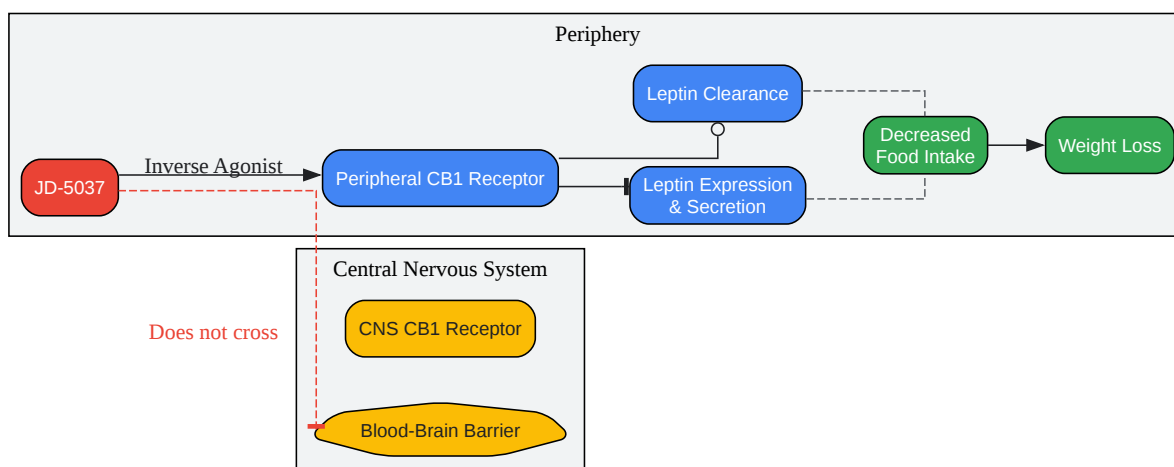 Periphery
Leptin Clearance
Decreased
Food Intake
Weight Loss
Inverse Agonist
JD-5037
Peripheral CB1 Receptor
Leptin Expression
& Secretion
Central Nervous System
CNS CB1 Receptor
Does not cross
Blood-Brain Barrier